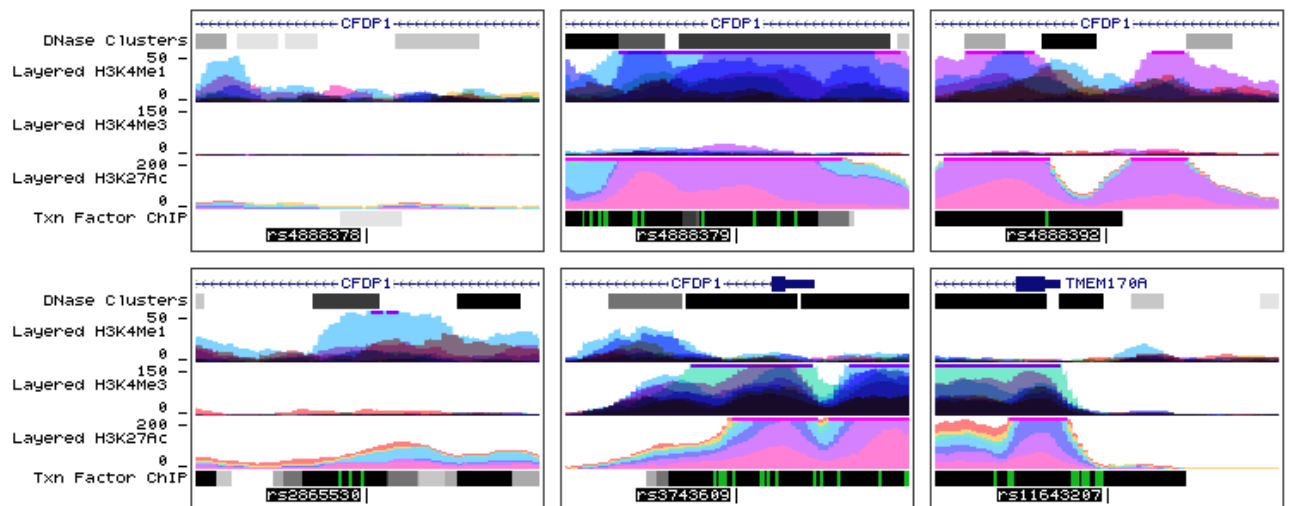 CFDP1 CFDP1 CFDP1
DNase Clusters
50
Layered H3K4Me1
0
150
Layered H3K4Me3
0
200
Layered H3K27Ac
0
Txn Factor ChIP
rs4888378 rs4888379 rs4888392
CFDP1 CFDP1 TMEM170A
DNase Clusters
50
Layered H3K4Me1
0
150
Layered H3K4Me3
0
200
Layered H3K27Ac
0
Txn Factor ChIP
rs2865530 rs3743609 rs11643207